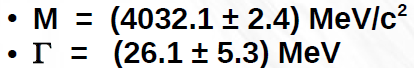 • M = (4032.1 ± 2.4) MeV/c²
• Γ = (26.1 ± 5.3) MeV